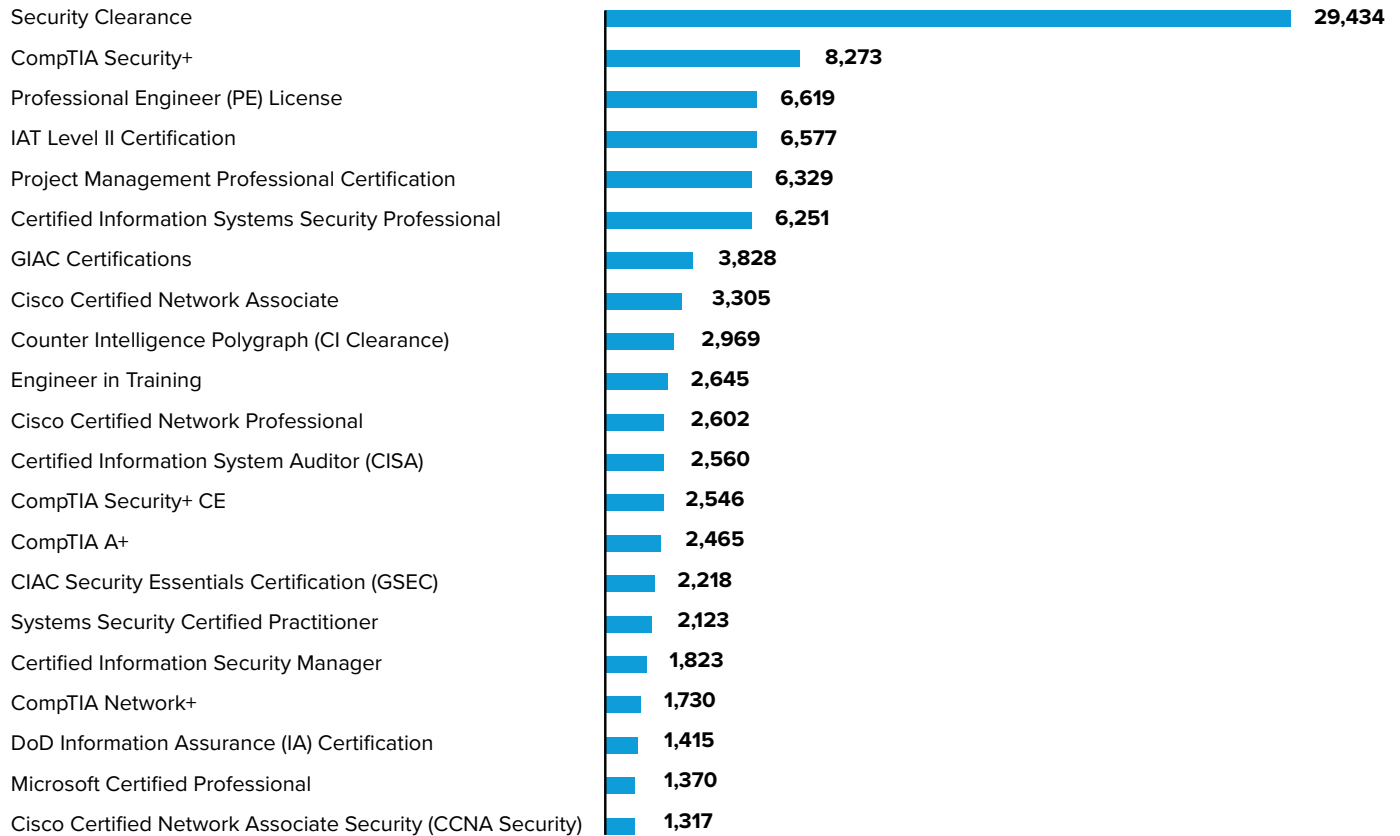 Security Clearance 29,434
CompTIA Security+ 8,273
Professional Engineer (PE) License 6,619
IAT Level II Certification 6,577
Project Management Professional Certification 6,329
Certified Information Systems Security Professional 6,251
GIAC Certifications 3,828
Cisco Certified Network Associate 3,305
Counter Intelligence Polygraph (CI Clearance) 2,969
Engineer in Training 2,645
Cisco Certified Network Professional 2,602
Certified Information System Auditor (CISA) 2,560
CompTIA Security+ CE 2,546
CompTIA A+ 2,465
CIAC Security Essentials Certification (GSEC) 2,218
Systems Security Certified Practitioner 2,123
Certified Information Security Manager 1,823
CompTIA Network+ 1,730
DoD Information Assurance (IA) Certification 1,415
Microsoft Certified Professional 1,370
Cisco Certified Network Associate Security (CCNA Security) 1,317